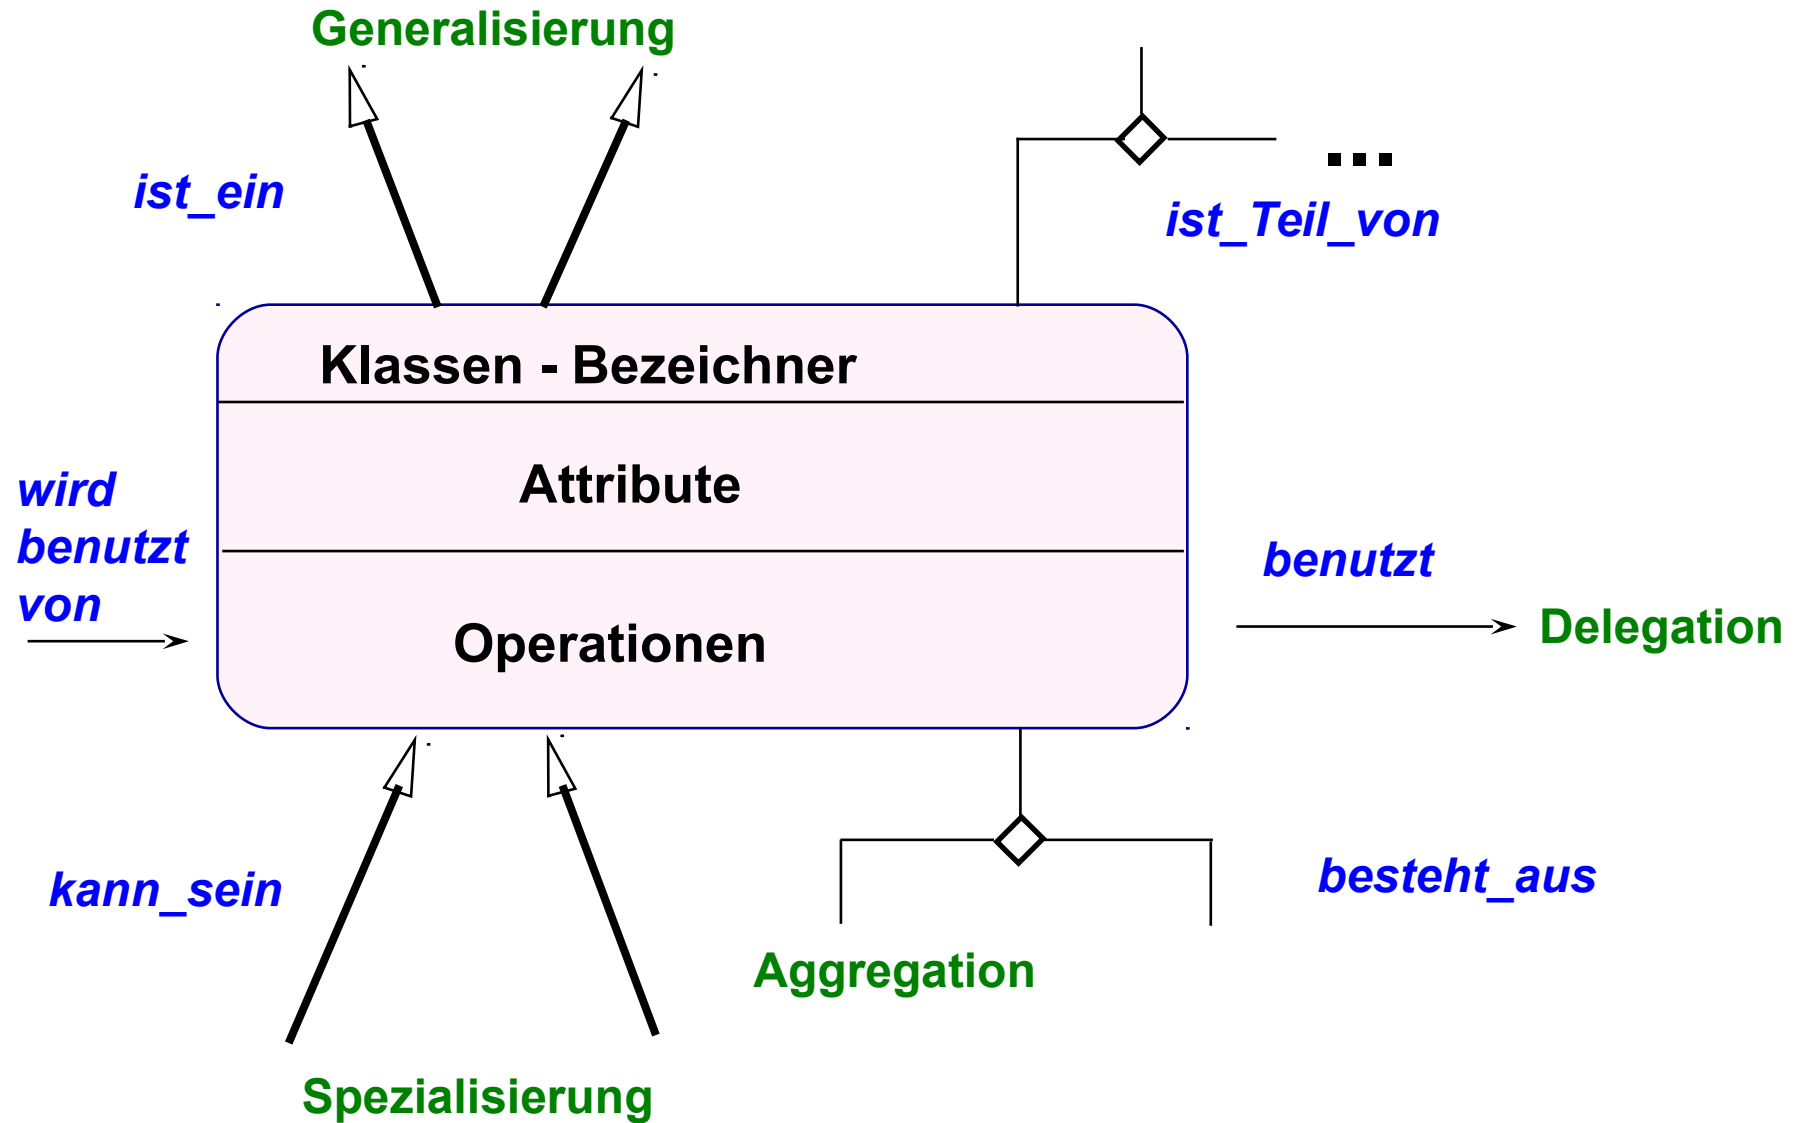 Generalisierung
...
ist_ein
ist_Teil_von
Klassen - Bezeichner
Attribute
wird
benutzt
von
benutzt
Delegation
Operationen
kann_sein
besteht_aus
Aggregation
Spezialisierung